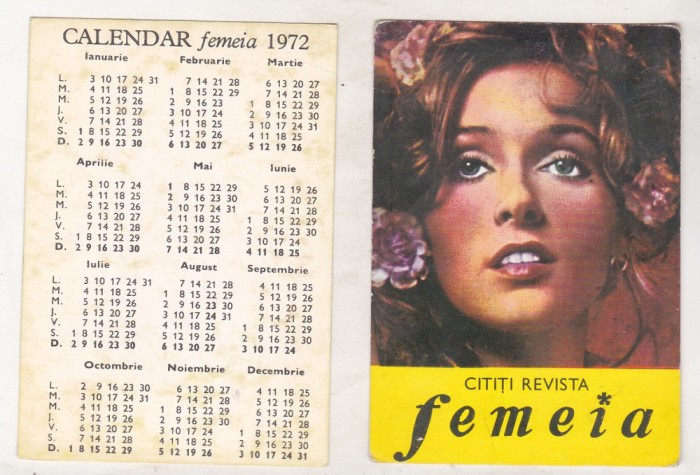 CALENDAR femeia 1972
Ianuarie Februarie Martie
L. 3 10 17 24 31 7 14 21 28 6 13 20 27
M. 4 11 18 25 1 8 15 22 29 7 14 21 28
M. 5 12 19 26 2 9 16 23 1 8 15 22 29
J. 6 13 20 27 3 10 17 24 2 9 16 23 30
V. 7 14 21 28 4 11 18 25 3 10 17 24 31
S. 1 8 15 22 29 5 12 19 26 4 11 18 25
D. 2 9 16 23 30 6 13 20 27 5 12 19 26
Aprilie Mai Iunie
L. 3 10 17 24 1 8 15 22 29 5 12 19 26
M. 4 11 18 25 2 9 16 23 30 6 13 20 27
M. 5 12 19 26 3 10 17 24 31 7 14 21 28
J. 6 13 20 27 4 11 18 25 1 8 15 22 29
V. 7 14 21 28 5 12 19 26 2 9 16 23 30
S. 1 8 15 22 29 6 13 20 27 3 10 17 24
D. 2 9 16 23 30 7 14 21 28 4 11 18 25
Iulie August Septembrie
L. 3 10 17 24 31 7 14 21 28 4 11 18 25
M. 4 11 18 25 1 8 15 22 29 5 12 19 26
M. 5 12 19 26 2 9 16 23 30 6 13 20 27
J. 6 13 20 27 3 10 17 24 31 7 14 21 28
V. 7 14 21 28 4 11 18 25 1 8 15 22 29
S. 1 8 15 22 29 5 12 19 26 2 9 16 23 30
D. 2 9 16 23 30 6 13 20 27 3 10 17 24
Octombrie Noiembrie Decembrie
L. 2 9 16 23 30 6 13 20 27 4 11 18 25
M. 3 10 17 24 31 7 14 21 28 5 12 19 26
M. 4 11 18 25 1 8 15 22 29 6 13 20 27
J. 5 12 19 26 2 9 16 23 30 7 14 21 28
V. 6 13 20 27 3 10 17 24 1 8 15 22 29
S. 7 14 21 28 4 11 18 25 2 9 16 23 30
D. 1 8 15 22 29 5 12 19 26 3 10 17 24 31
CITIȚI REVISTA
femeia